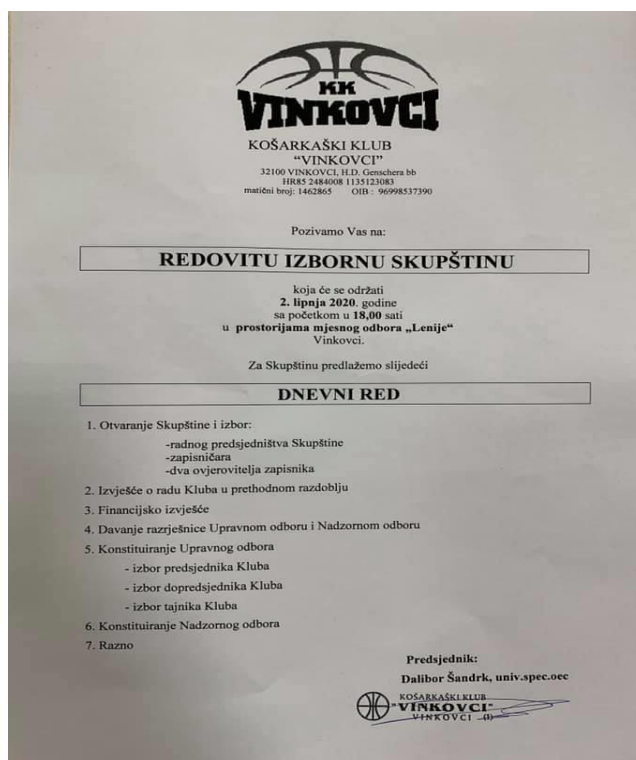 KK
VINKOVCI
KOŠARKAŠKI KLUB
“VINKOVCI”
32100 VINKOVCI, H.D. Genschera bb
HR85 2484008 1135123083
matični broj: 1462865 OIB : 96998537390
Pozivamo Vas na:
REDOVITU IZBORNU SKUPŠTINU
koja će se održati
2. lipnja 2020. godine
sa početkom u 18,00 sati
u prostorijama mjesnog odbora „Lenije“
Vinkovci.
Za Skupštinu predlažemo slijedeći
DNEVNI RED
1. Otvaranje Skupštine i izbor:
-radnog predsjedništva Skupštine
-zapisničara
-dva ovjerovitelja zapisnika
2. Izvješće o radu Kluba u prethodnom razdoblju
3. Financijsko izvješće
4. Davanje razrješnice Upravnom odboru i Nadzornom odboru
5. Konstituiranje Upravnog odbora
- izbor predsjednika Kluba
- izbor dopredsjednika Kluba
- izbor tajnika Kluba
6. Konstituiranje Nadzornog odbora
7. Razno
Predsjednik:
Dalibor Šandrk, univ.spec.oec
KOŠARKAŠKI KLUB
"VINKOVCI"
VINKOVCI (1)